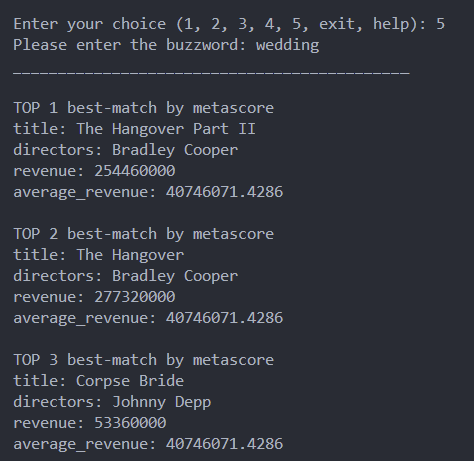 Enter your choice (1, 2, 3, 4, 5, exit, help): 5
Please enter the buzzword: wedding
________________________________________
TOP 1 best-match by metascore
title: The Hangover Part II
directors: Bradley Cooper
revenue: 254460000
average_revenue: 40746071.4286
TOP 2 best-match by metascore
title: The Hangover
directors: Bradley Cooper
revenue: 277320000
average_revenue: 40746071.4286
TOP 3 best-match by metascore
title: Corpse Bride
directors: Johnny Depp
revenue: 53360000
average_revenue: 40746071.4286